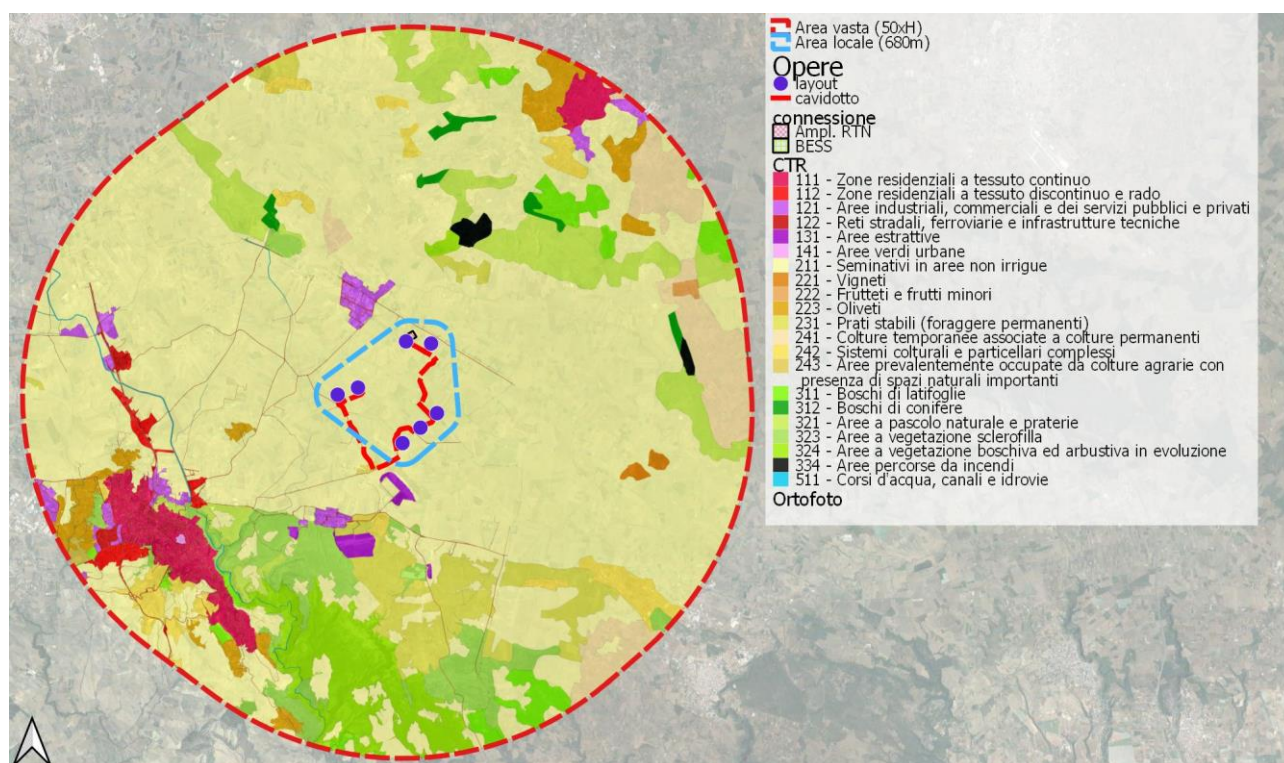 Area vasta (50xH)
Area locale (680m)
Opere
layout
cavidotto
connessione
Ampl. RTN
BESS
CTR
111 - Zone residenziali a tessuto continuo
112 - Zone residenziali a tessuto discontinuo e rado
121 - Aree industriali, commerciali e dei servizi pubblici e privati
122 - Reti stradali, ferroviarie e infrastrutture tecniche
131 - Aree estrattive
141 - Aree verdi urbane
211 - Seminativi in aree non irrigue
221 - Vigneti
222 - Frutteti e frutti minori
223 - Oliveti
231 - Prati stabili (foraggere permanenti)
241 - Colture temporanee associate a colture permanenti
242 - Sistemi colturali e particellari complessi
243 - Aree prevalentemente occupate da colture agrarie con
presenza di spazi naturali importanti
311 - Boschi di latifoglie
312 - Boschi di conifere
321 - Aree a pascolo naturale e praterie
323 - Aree a vegetazione sclerofilla
324 - Aree a vegetazione boschiva ed arbustiva in evoluzione
334 - Aree percorse da incendi
511 - Corsi d'acqua, canali e idrovie
Ortofoto